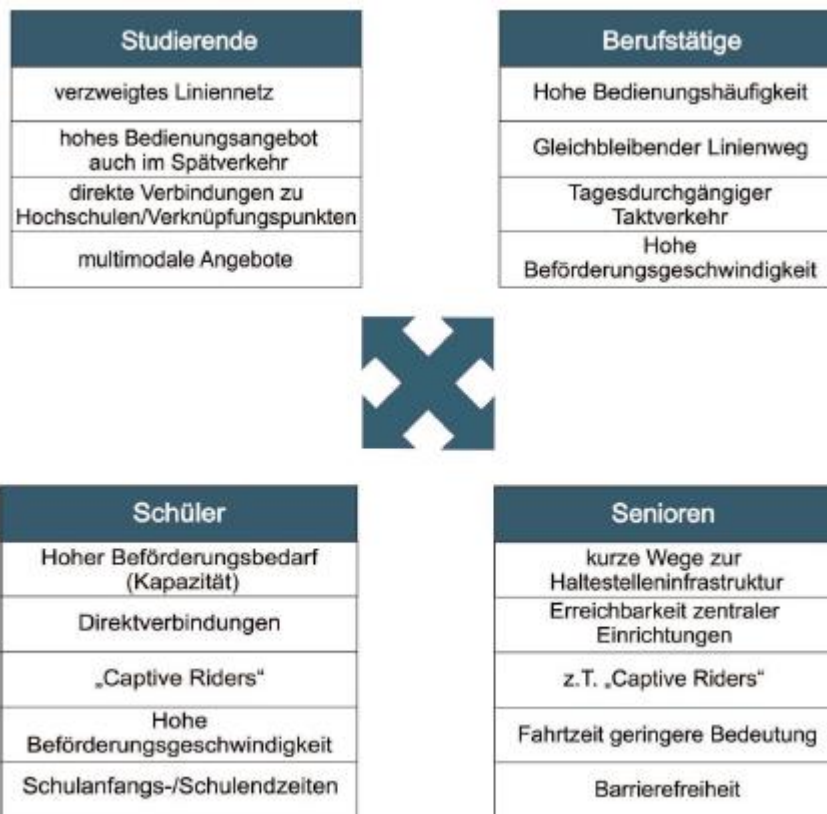 Studierende
verzweigtes Liniennetz
hohes Bedienungsangebot
auch im Spätverkehr
direkte Verbindungen zu
Hochschulen/Verknüpfungspunkten
multimodale Angebote
Berufstätige
Hohe Bedienungshäufigkeit
Gleichbleibender Linienweg
Tagesdurchgängiger
Taktverkehr
Hohe
Beförderungsgeschwindigkeit
Schüler
Hoher Beförderungsbedarf
(Kapazität)
Direktverbindungen
„Captive Riders“
Hohe
Beförderungsgeschwindigkeit
Schulanfangs-/Schulendzeiten
Senioren
kurze Wege zur
Haltestelleninfrastruktur
Erreichbarkeit zentraler
Einrichtungen
z.T. „Captive Riders“
Fahrtzeit geringere Bedeutung
Barrierefreiheit